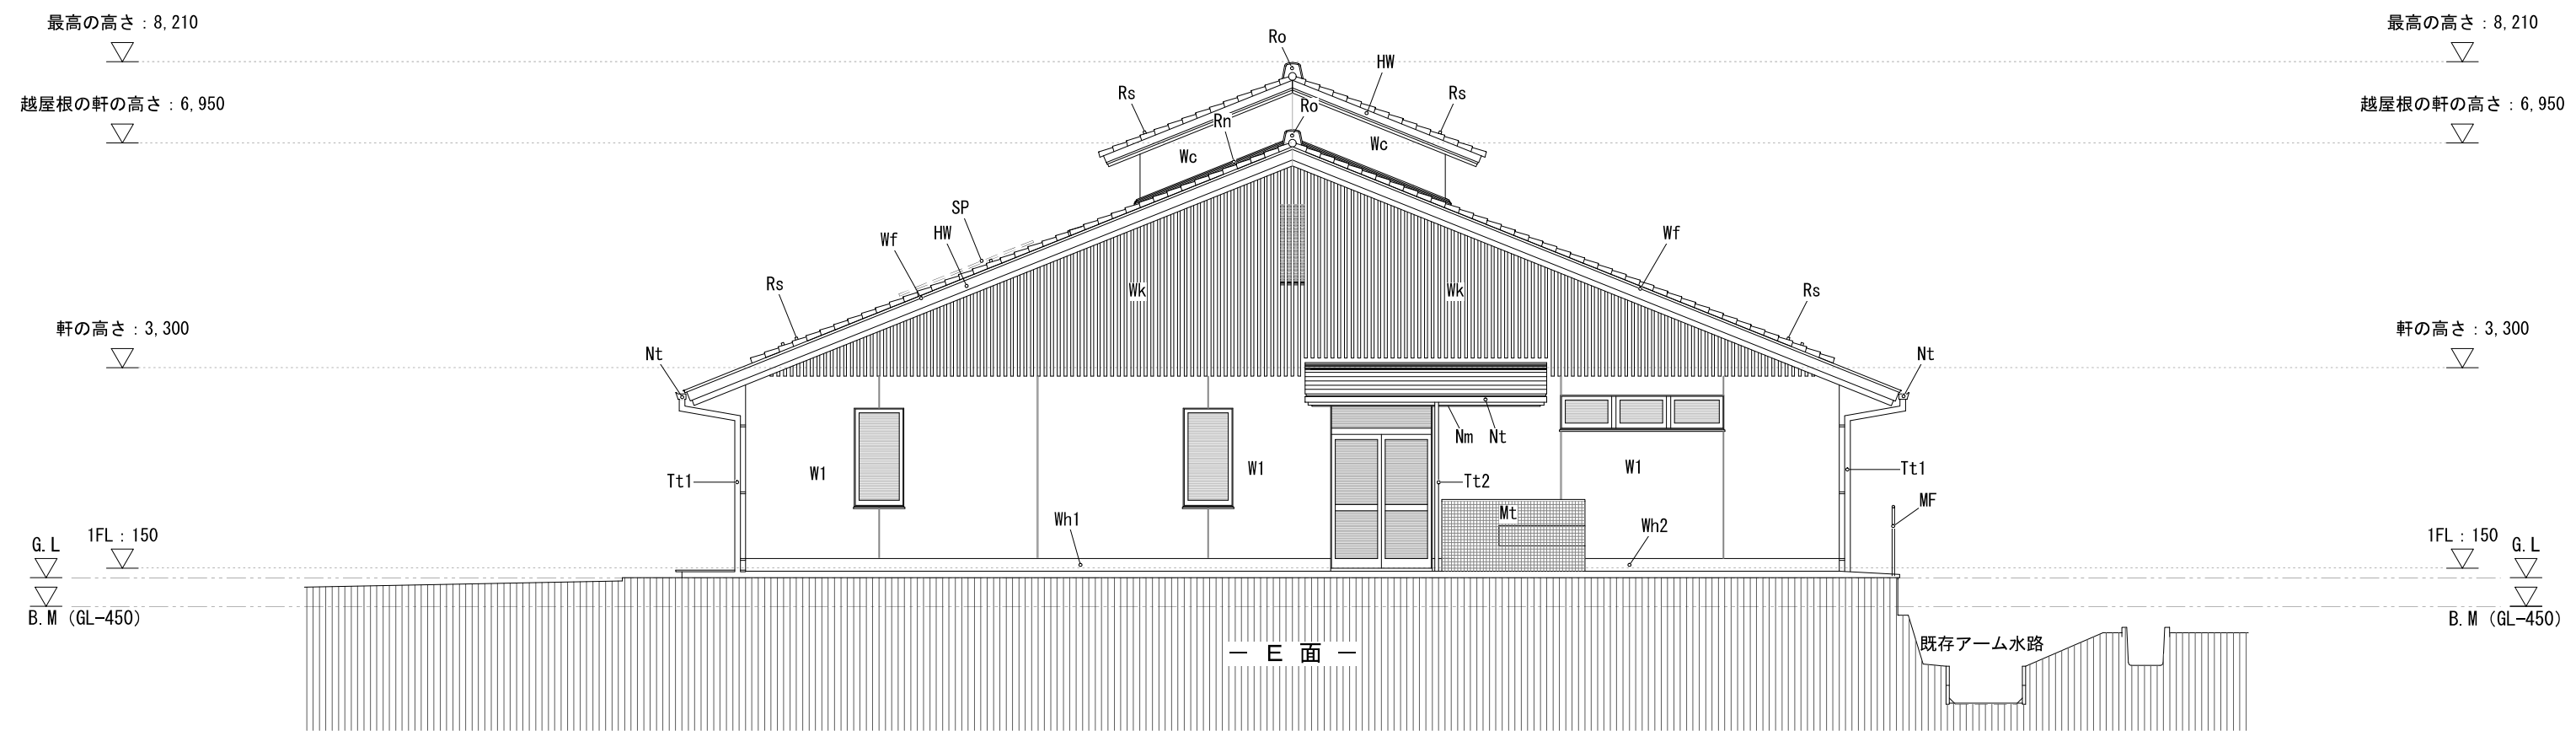 最高の高さ：8,210
最高の高さ：8,210
Ro
HW
Rs
Rs
越屋根の軒の高さ：6,950
Ro
越屋根の軒の高さ：6,950
Rn
Wc
Wc
SP
Wf
HW
Wf
Rs
Wk
Wk
Rs
軒の高さ：3,300
軒の高さ：3,300
Nt
Nt
Nm
Nt
W1
W1
W1
Tt1
Tt2
Tt1
MF
Mt
Wh1
Wh2
1FL：150
1FL：150
G.L
G.L
B.M (GL-450)
B.M (GL-450)
既存アーム水路
－ E 面 －